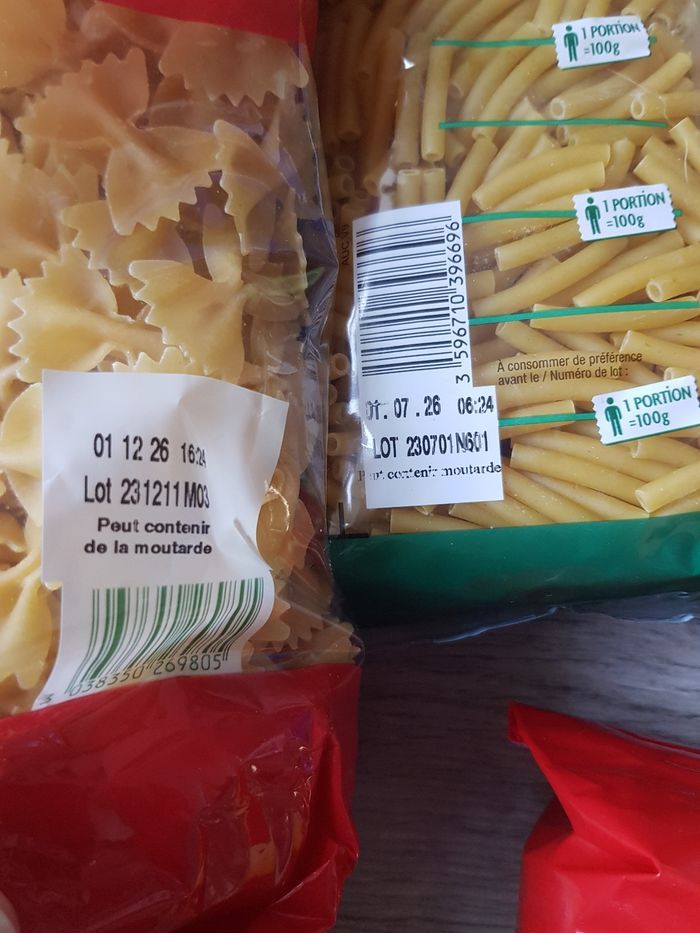 1 PORTION
=100g
1 PORTION
=100g
3 596710 396696
À consommer de préférence
avant le / Numéro de lot :
1 PORTION
=100g
01. 07. 26 06:24
LOT 230701N601
Peut contenir moutarde
01 12 26 16:24
Lot 231211M03
Peut contenir
de la moutarde
3 038350 269805